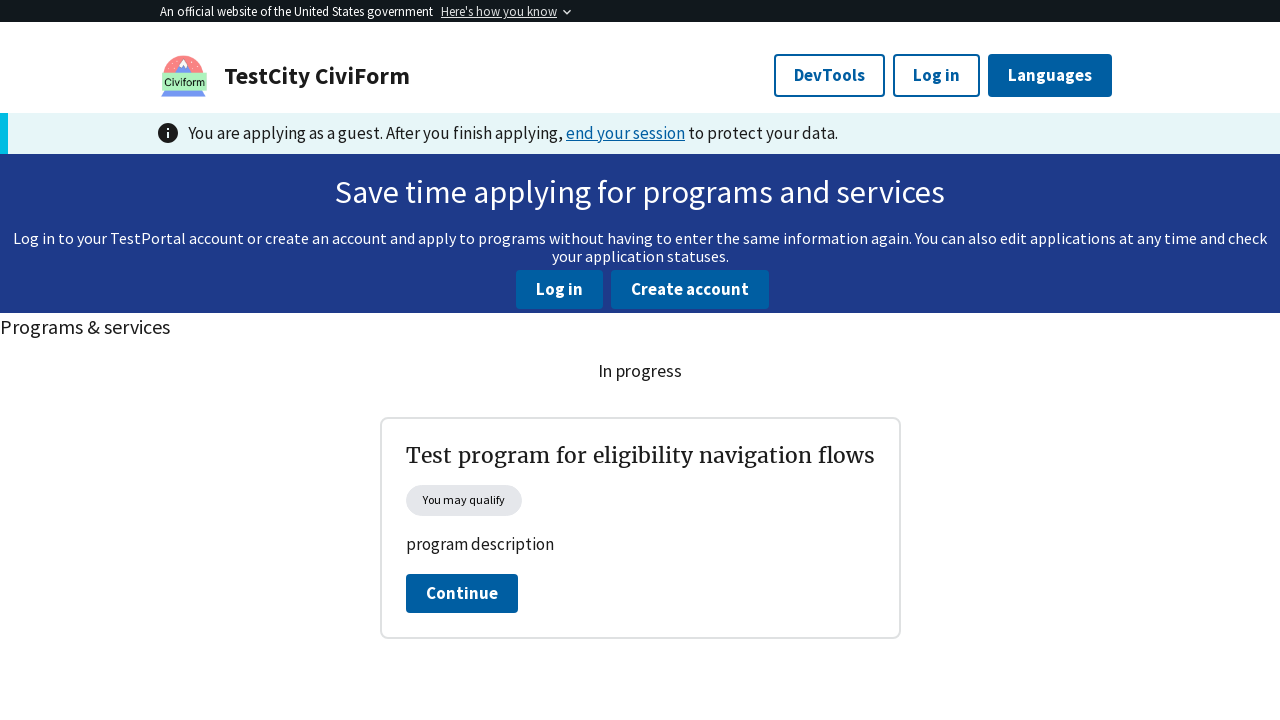 An official website of the United States government Here's how you know
Civiform
TestCity CiviForm
DevTools
Log in
Languages
You are applying as a guest. After you finish applying, end your session to protect your data.
Save time applying for programs and services
Log in to your TestPortal account or create an account and apply to programs without having to enter the same information again. You can also edit applications at any time and check
your application statuses.
Log in
Create account
Programs & services
In progress
Test program for eligibility navigation flows
You may qualify
program description
Continue